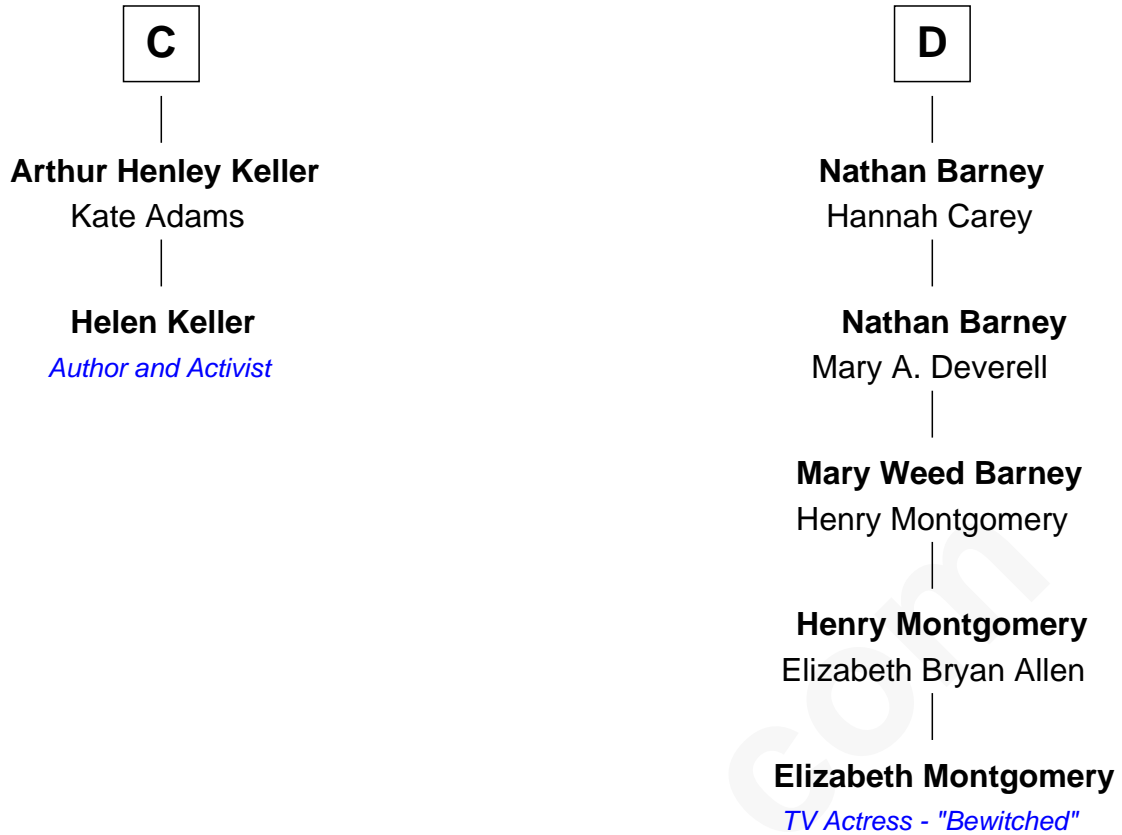 C
Arthur Henley Keller
Kate Adams
Helen Keller
Author and Activist
D
Nathan Barney
Hannah Carey
Nathan Barney
Mary A. Deverell
Mary Weed Barney
Henry Montgomery
Henry Montgomery
Elizabeth Bryan Allen
Elizabeth Montgomery
TV Actress - "Bewitched"
com